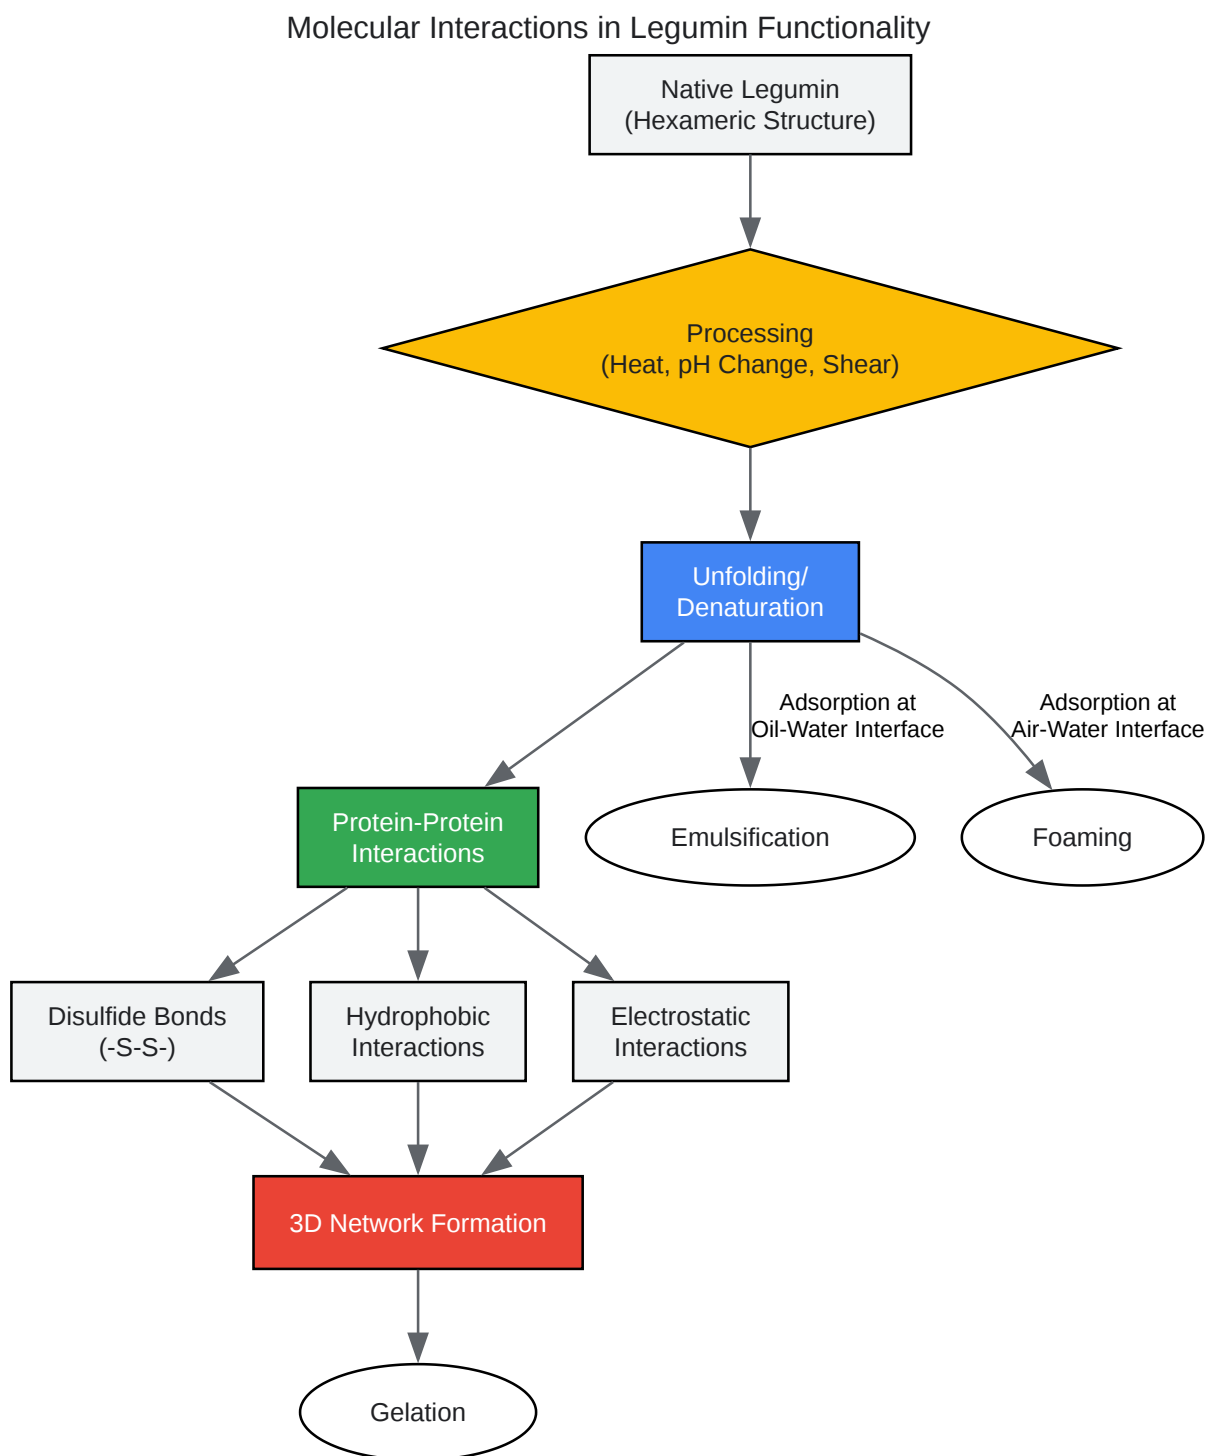 Molecular Interactions in Legumin Functionality
Native Legumin
(Hexameric Structure)
Processing
(Heat, pH Change, Shear)
Unfolding/
Denaturation
Adsorption at
Oil-Water Interface
Adsorption at
Air-Water Interface
Protein-Protein
Interactions
Emulsification
Foaming
Disulfide Bonds
(-S-S-)
Hydrophobic
Interactions
Electrostatic
Interactions
3D Network Formation
Gelation